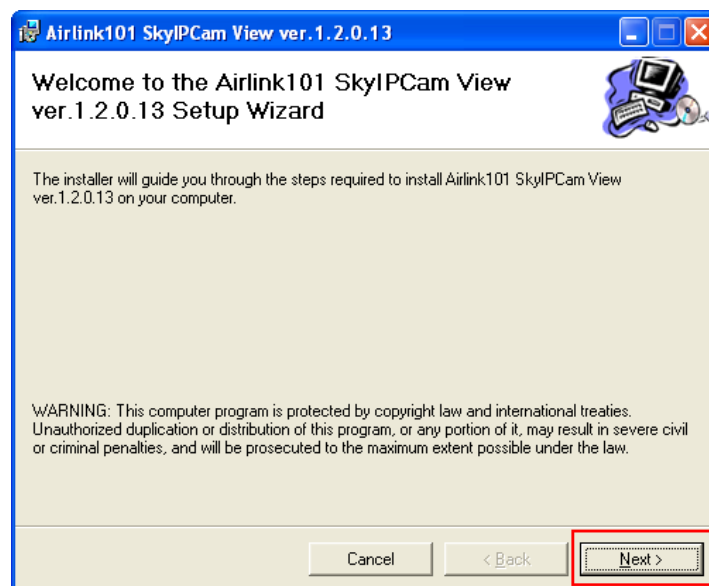 Airlink101 SkyIPCam View ver.1.2.0.13
Welcome to the Airlink101 SkyIPCam View
ver.1.2.0.13 Setup Wizard
The installer will guide you through the steps required to install Airlink101 SkyIPCam View
ver.1.2.0.13 on your computer.
WARNING: This computer program is protected by copyright law and international treaties.
Unauthorized duplication or distribution of this program, or any portion of it, may result in severe civil
or criminal penalties, and will be prosecuted to the maximum extent possible under the law.
Cancel
< Back
Next >